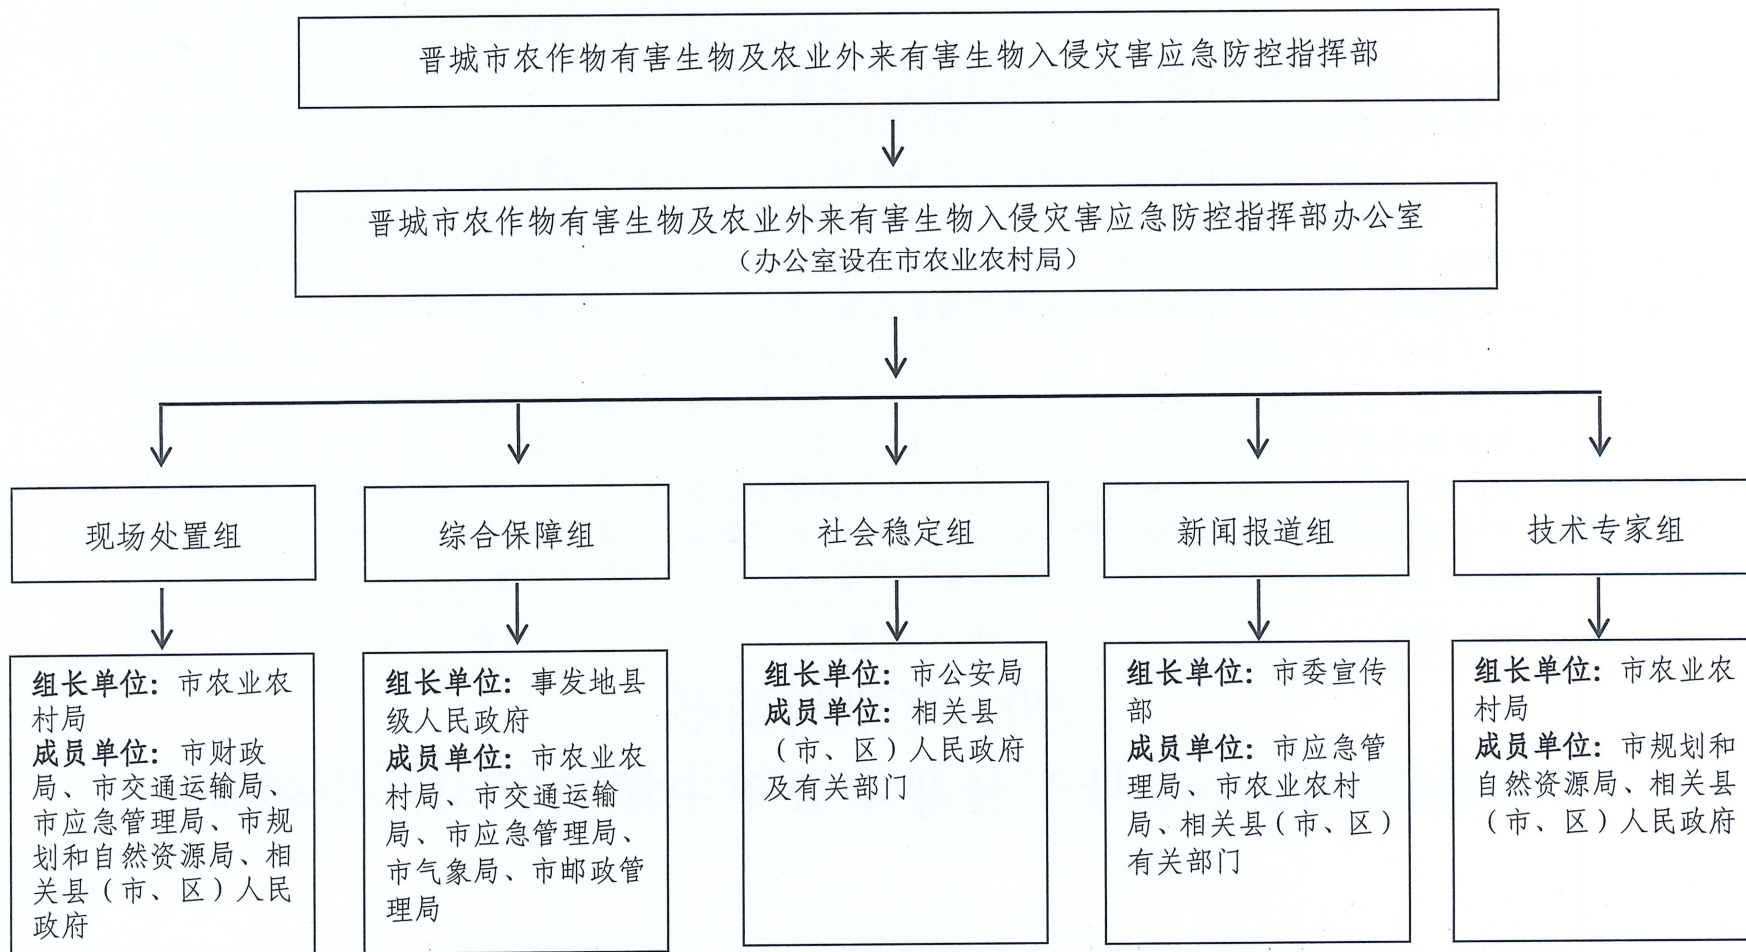 晋城市农作物有害生物及农业外来有害生物入侵灾害应急防控指挥部
晋城市农作物有害生物及农业外来有害生物入侵灾害应急防控指挥部办公室
（办公室设在市农业农村局）
现场处置组
综合保障组
社会稳定组
新闻报道组
技术专家组
组长单位：市农业农
村局
成员单位：市财政
局、市交通运输局、
市应急管理局、市规
划和自然资源局、相
关县（市、区）人民
政府
组长单位：事发地县
级人民政府
成员单位：市农业农
村局、市交通运输
局、市应急管理局、
市气象局、市邮政管
理局
组长单位：市公安局
成员单位：相关县
（市、区）人民政府
及有关部门
组长单位：市委宣传
部
成员单位：市应急管
理局、市农业农村
局、相关县（市、区）
有关部门
组长单位：市农业农
村局
成员单位：市规划和
自然资源局、相关县
（市、区）人民政府